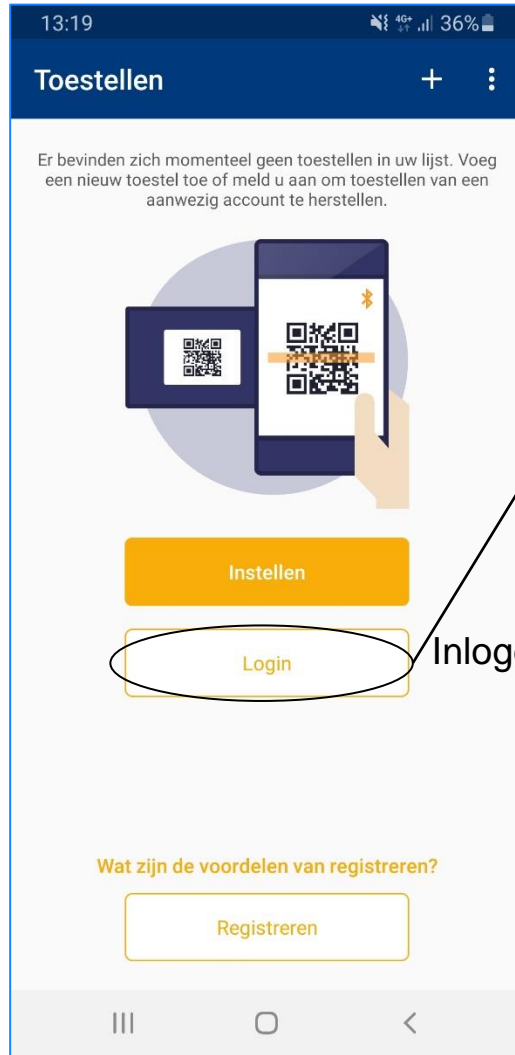 13:19 4G+ 36%
Toestellen
Er bevinden zich momenteel geen toestellen in uw lijst. Voeg
een nieuw toestel toe of meld u aan om toestellen van een
aanwezig account te herstellen.
Instellen
Login
Wat zijn de voordelen van registreren?
Registreren